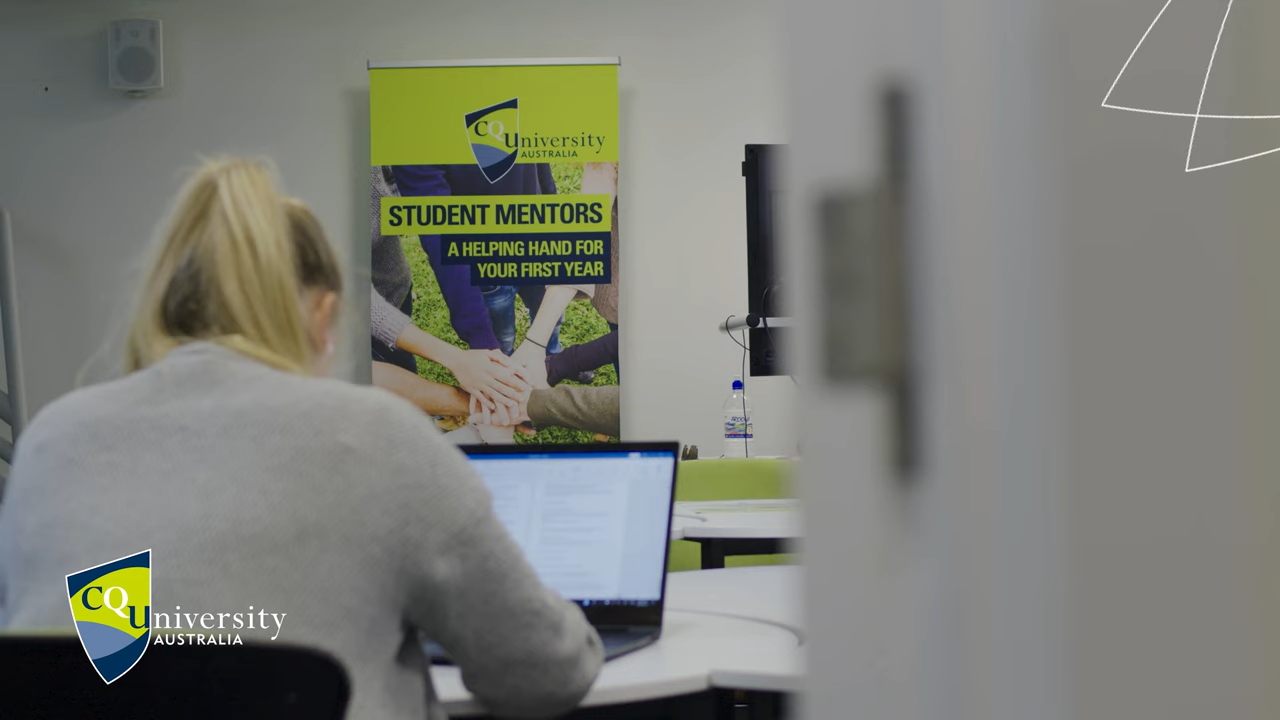 CQUniversity
AUSTRALIA
STUDENT MENTORS
A HELPING HAND FOR
YOUR FIRST YEAR
CQUniversity
AUSTRALIA